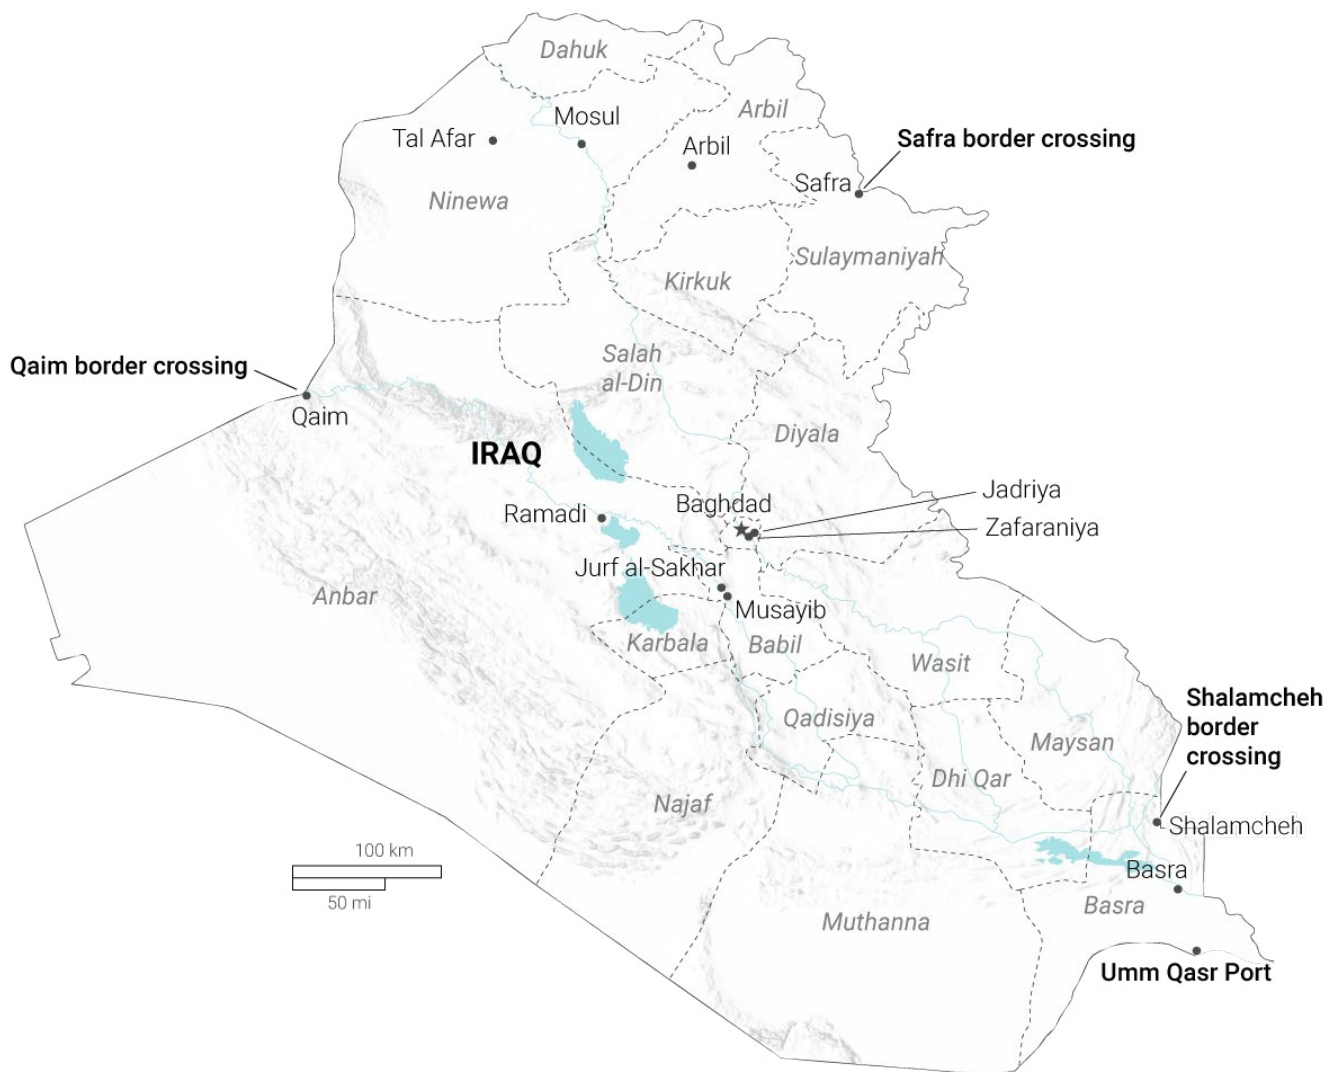 Dahuk
Arbil
Mosul
Tal Afar
Arbil
Safra border crossing
Safra
Ninewa
Sulaymaniyah
Kirkuk
Salah
al-Din
Qaim border crossing
Qaim
Diyala
IRAQ
Jadriya
Baghdad
Ramadi
Zafaraniya
Jurf al-Sakhar
Anbar
Musayib
Karbala
Babil
Wasit
Shalamcheh
border
crossing
Qadisiya
Maysan
Dhi Qar
Najaf
Shalamcheh
100 km
50 mi
Basra
Basra
Muthanna
Umm Qasr Port